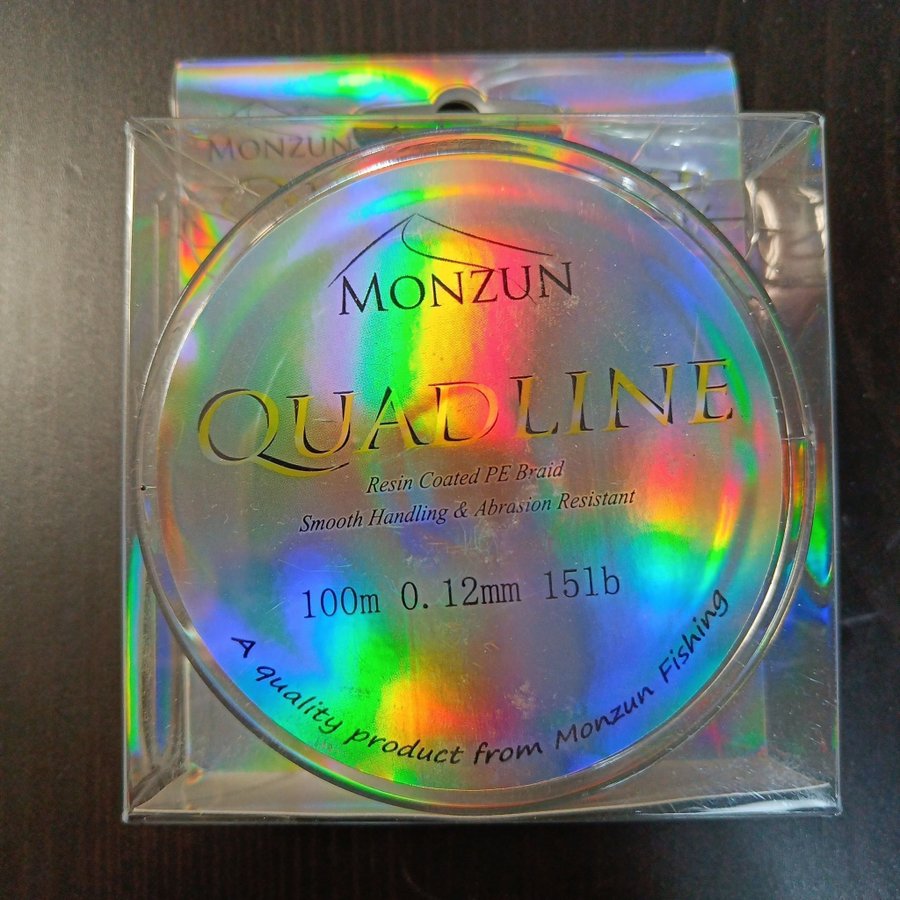 MONZUN
MONZUN
QUADLINE
Resin Coated PE Braid
Smooth Handling & Abrasion Resistant
100m 0.12mm 15lb
A quality product from Monzun Fishing